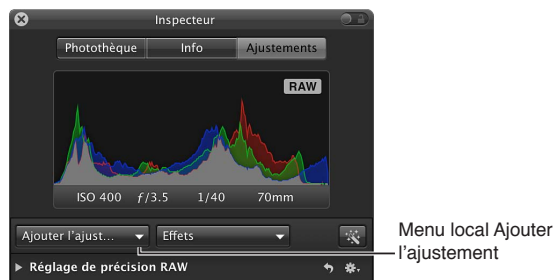 Inspecteur
Photothèque Info Ajustements
RAW
ISO 400 ƒ/3.5 1/40 70mm
Ajouter l’ajust... Effets
Réglage de précision RAW
Menu local Ajouter
l’ajustement